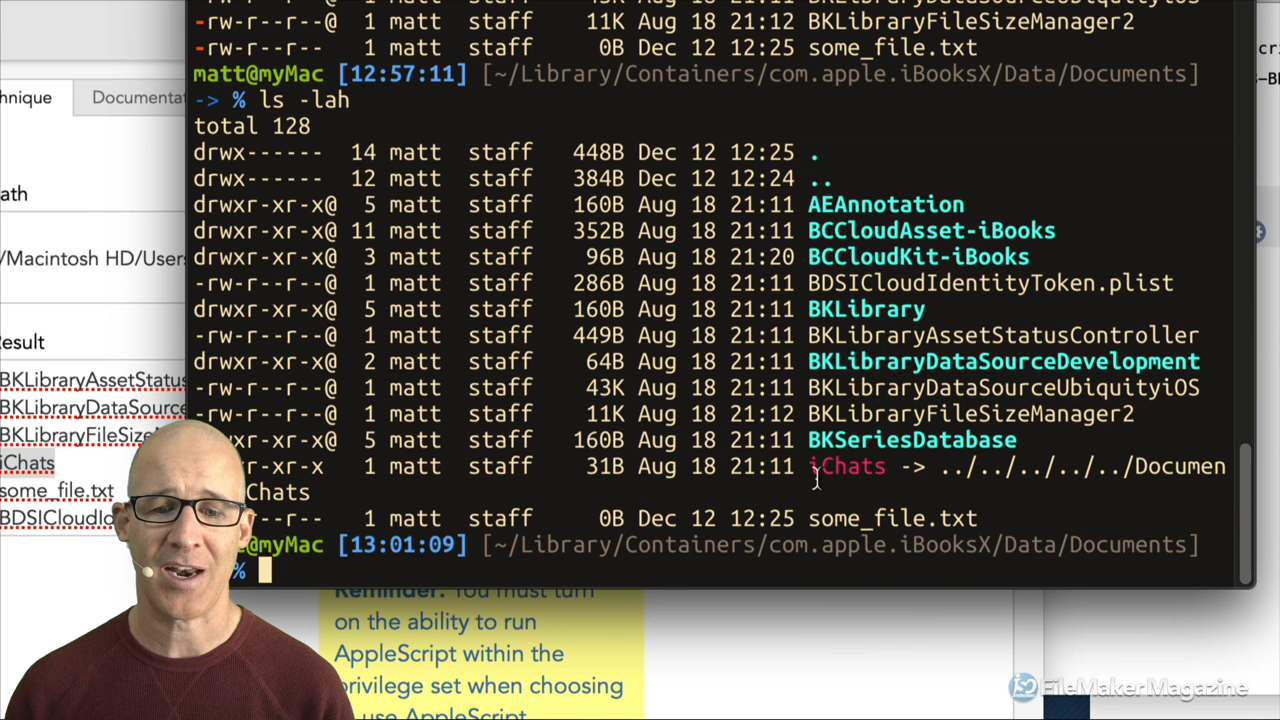 11K Aug 18 21:12 BKLibraryFileSizeManager2
-rw-r--r-- 1 matt staff 0B Dec 12 12:25 some_file.txt
matt@myMac [12:57:11] [~/Library/Containers/com.apple.iBooksX/Data/Documents]
-> % ls -lah
total 128
drwx------ 14 matt staff 448B Dec 12 12:25 .
drwx------ 12 matt staff 384B Dec 12 12:24 ..
drwxr-xr-x@ 5 matt staff 160B Aug 18 21:11 AEAnnotation
drwxr-xr-x@ 11 matt staff 352B Aug 18 21:11 BCCloudAsset-iBooks
drwxr-xr-x@ 3 matt staff 96B Aug 18 21:20 BCCloudKit-iBooks
-rw-r--r--@ 1 matt staff 286B Aug 18 21:11 BDSICloudIdentityToken.plist
drwxr-xr-x@ 5 matt staff 160B Aug 18 21:11 BKLibrary
-rw-r--r--@ 1 matt staff 449B Aug 18 21:11 BKLibraryAssetStatusController
drwxr-xr-x@ 2 matt staff 64B Aug 18 21:11 BKLibraryDataSourceDevelopment
-rw-r--r--@ 1 matt staff 43K Aug 18 21:11 BKLibraryDataSourceUbiquityiOS
-rw-r--r--@ 1 matt staff 11K Aug 18 21:12 BKLibraryFileSizeManager2
wxr-xr-x@ 5 matt staff 160B Aug 18 21:11 BKSeriesDatabase
xr-xr-x 1 matt staff 31B Aug 18 21:11 iChats -> ../../../../../Documen
Chats
--r--r-- 1 matt staff 0B Dec 12 12:25 some_file.txt
@myMac [13:01:09] [~/Library/Containers/com.apple.iBooksX/Data/Documents]
%
hnique
Documentat
ath
/Macintosh HD/Users
Result
BKLibraryAssetStatus
BKLibraryDataSource
BKLibraryFileSize
iChats
some_file.txt
BDSICloudId
Reminder: You must turn
on the ability to run
AppleScript within the
privilege set when choosing
use AppleScript
FileMakerMagazine